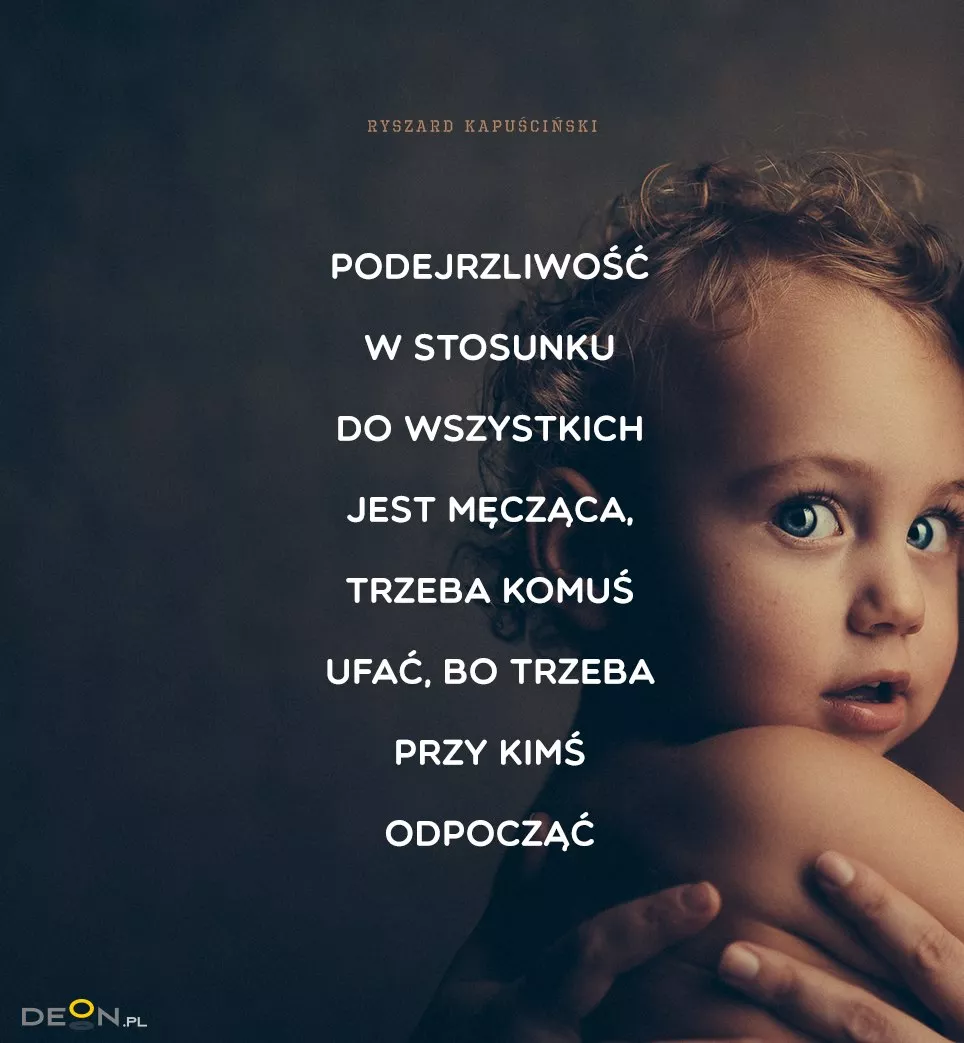 RYSZARD KAPUŚCIŃSKI
PODEJRZLIWOŚĆ
W STOSUNKU
DO WSZYSTKICH
JEST MĘCZĄCA,
TRZEBA KOMUŚ
UFAĆ, BO TRZEBA
PRZY KIMŚ
ODPOCZĄĆ
DEON.PL